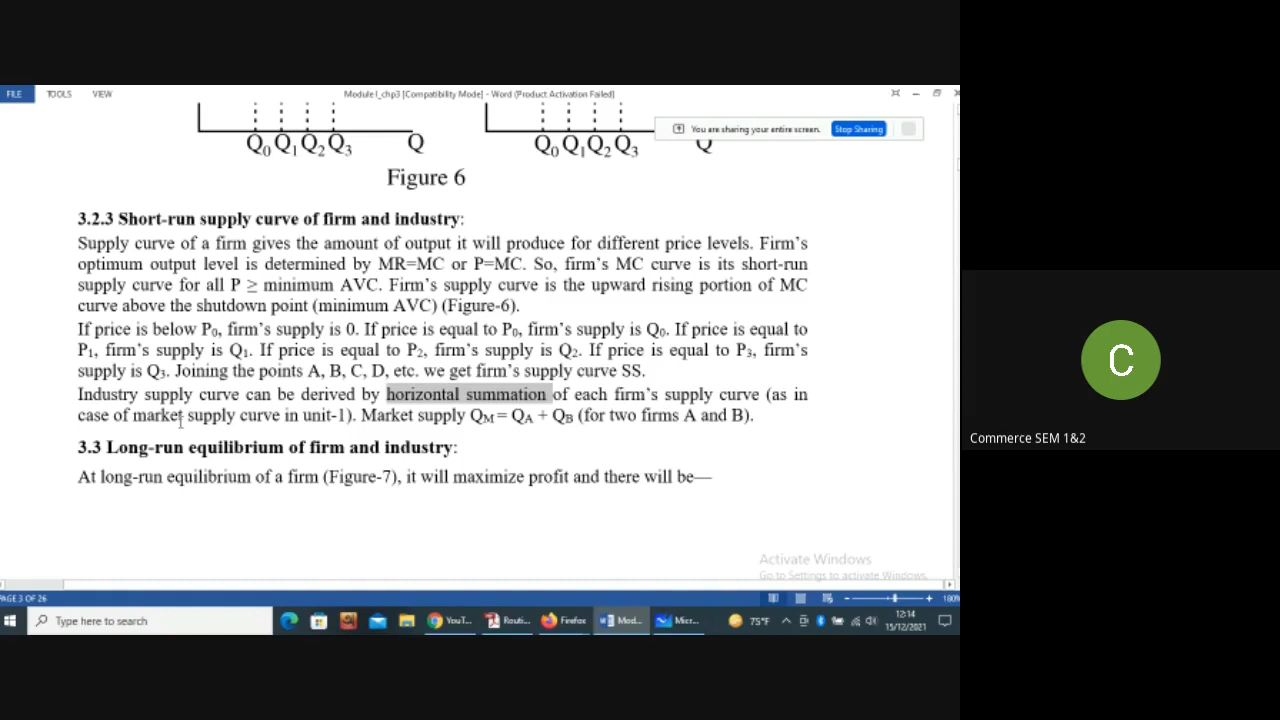 FILE TOOLS VIEW Module I_chp3 [Compatibility Mode] - Word (Product Activation Failed)
You are sharing your entire screen. Stop Sharing
Q0 Q1 Q2 Q3 Q Q0 Q1 Q2 Q3 Q
Figure 6
3.2.3 Short-run supply curve of firm and industry:
Supply curve of a firm gives the amount of output it will produce for different price levels. Firm's
optimum output level is determined by MR=MC or P=MC. So, firm's MC curve is its short-run
supply curve for all P ≥ minimum AVC. Firm's supply curve is the upward rising portion of MC
curve above the shutdown point (minimum AVC) (Figure-6).
If price is below P0, firm's supply is 0. If price is equal to P0, firm's supply is Q0. If price is equal to
P1, firm's supply is Q1. If price is equal to P2, firm's supply is Q2. If price is equal to P3, firm's
supply is Q3. Joining the points A, B, C, D, etc. we get firm's supply curve SS.
Industry supply curve can be derived by horizontal summation of each firm's supply curve (as in
case of market supply curve in unit-1). Market supply QM = QA + QB (for two firms A and B).
3.3 Long-run equilibrium of firm and industry:
At long-run equilibrium of a firm (Figure-7), it will maximize profit and there will be—
Activate Windows
Go to Settings to activate Windows.
PAGE 3 OF 26 180%
Type here to search YouT... Routi... Firefox Mod... Micr... 75°F 12:14
15/12/2021
C
Commerce SEM 1&2